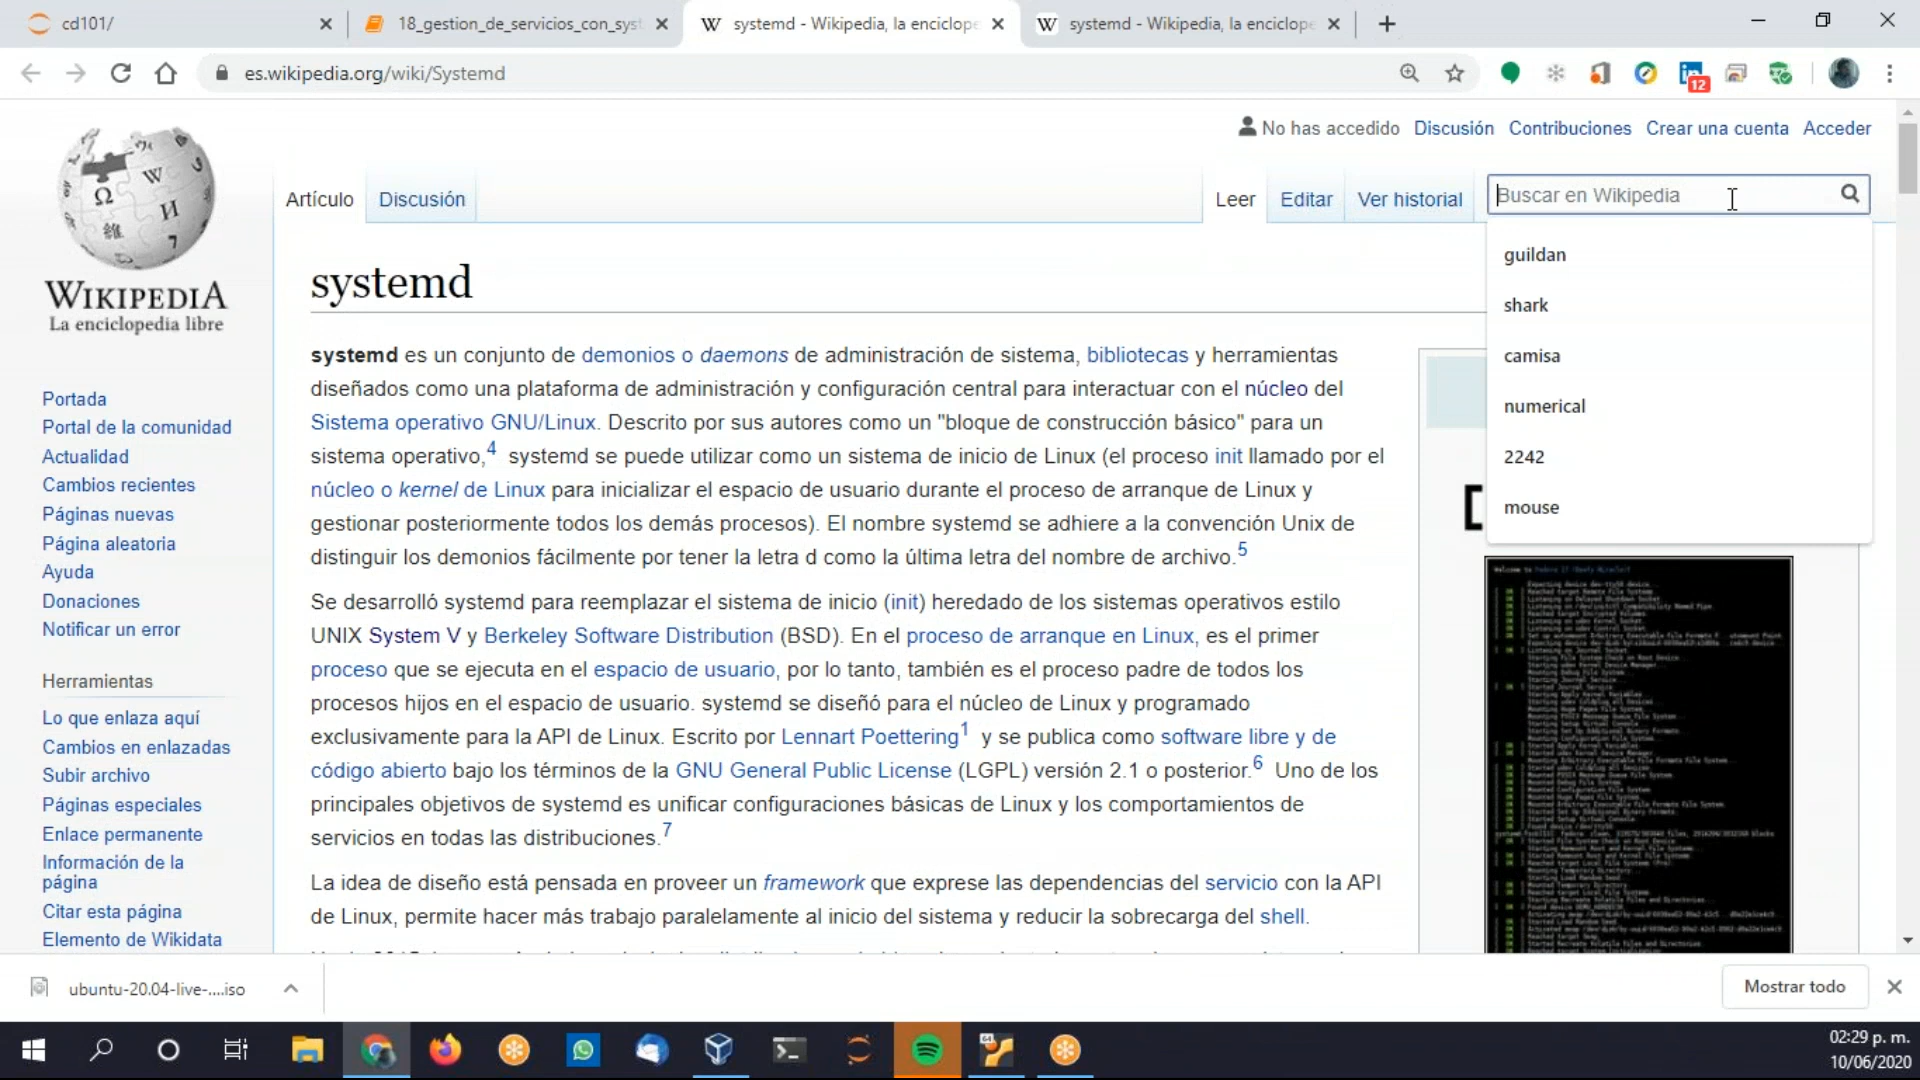 cd101/
18_gestion_de_servicios_con_syst
systemd - Wikipedia, la enciclope
systemd - Wikipedia, la enciclope
es.wikipedia.org/wiki/Systemd
12
No has accedido Discusión Contribuciones Crear una cuenta Acceder
Artículo Discusión Leer Editar Ver historial
Buscar en Wikipedia
guildan
shark
camisa
numerical
2242
mouse
WIKIPEDIA
La enciclopedia libre
Portada
Portal de la comunidad
Actualidad
Cambios recientes
Páginas nuevas
Página aleatoria
Ayuda
Donaciones
Notificar un error
Herramientas
Lo que enlaza aquí
Cambios en enlazadas
Subir archivo
Páginas especiales
Enlace permanente
Información de la
página
Citar esta página
Elemento de Wikidata
systemd
systemd es un conjunto de demonios o daemons de administración de sistema, bibliotecas y herramientas
diseñados como una plataforma de administración y configuración central para interactuar con el núcleo del
Sistema operativo GNU/Linux. Descrito por sus autores como un "bloque de construcción básico" para un
sistema operativo,4 systemd se puede utilizar como un sistema de inicio de Linux (el proceso init llamado por el
núcleo o kernel de Linux para inicializar el espacio de usuario durante el proceso de arranque de Linux y
gestionar posteriormente todos los demás procesos). El nombre systemd se adhiere a la convención Unix de
distinguir los demonios fácilmente por tener la letra d como la última letra del nombre de archivo.5
Se desarrolló systemd para reemplazar el sistema de inicio (init) heredado de los sistemas operativos estilo
UNIX System V y Berkeley Software Distribution (BSD). En el proceso de arranque en Linux, es el primer
proceso que se ejecuta en el espacio de usuario, por lo tanto, también es el proceso padre de todos los
procesos hijos en el espacio de usuario. systemd se diseñó para el núcleo de Linux y programado
exclusivamente para la API de Linux. Escrito por Lennart Poettering1 y se publica como software libre y de
código abierto bajo los términos de la GNU General Public License (LGPL) versión 2.1 o posterior.6 Uno de los
principales objetivos de systemd es unificar configuraciones básicas de Linux y los comportamientos de
servicios en todas las distribuciones.7
La idea de diseño está pensada en proveer un framework que exprese las dependencias del servicio con la API
de Linux, permite hacer más trabajo paralelamente al inicio del sistema y reducir la sobrecarga del shell.
ubuntu-20.04-live-....iso
Mostrar todo
02:29 p. m.
10/06/2020